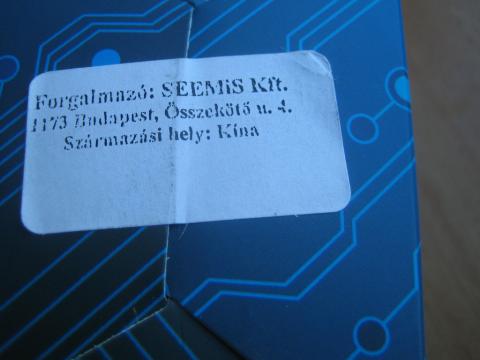 Forgalmazó: SEEMiS Kft.
1173 Budapest, Összekötő u. 4.
Származási hely: Kína